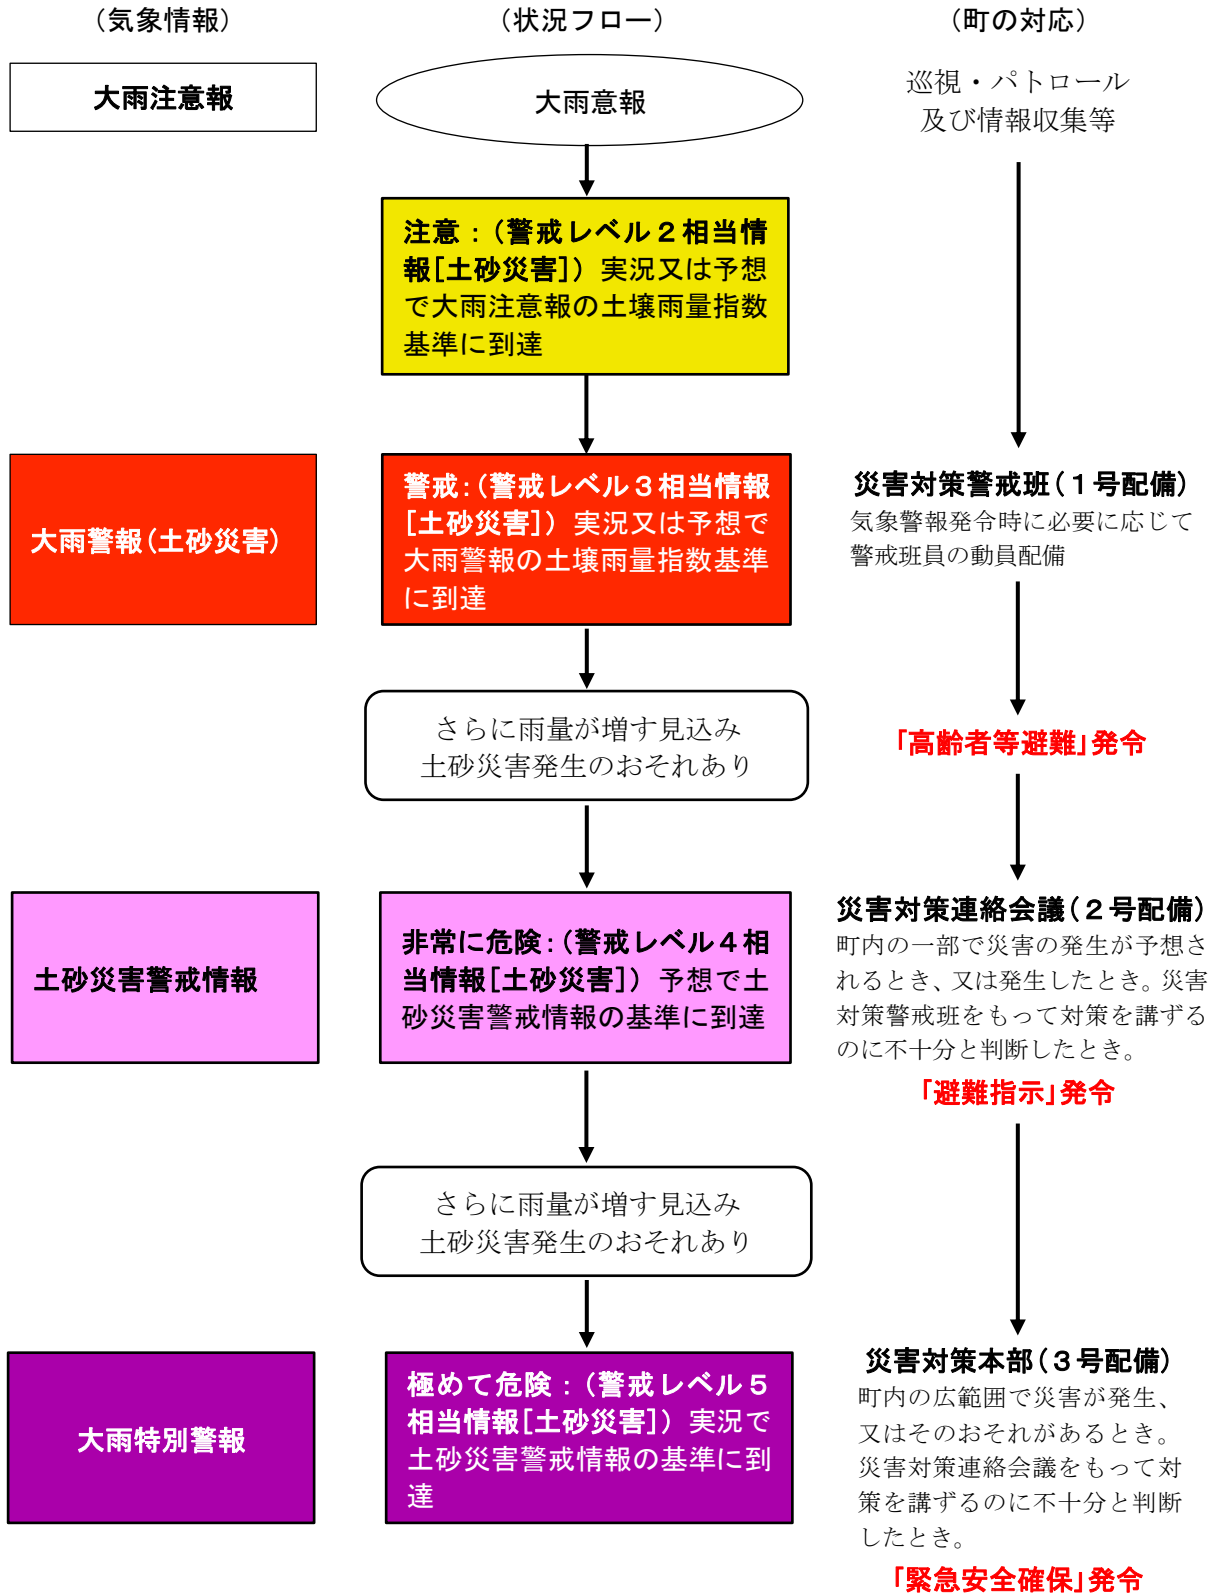 （気象情報）
（状況フロー）
（町の対応）
大雨注意報
大雨意報
巡視・パトロール
及び情報収集等
注意：（警戒レベル２相当情
報[土砂災害]）実況又は予想
で大雨注意報の土壌雨量指数
基準に到達
大雨警報（土砂災害）
警戒：（警戒レベル３相当情報
[土砂災害]）実況又は予想で
大雨警報の土壌雨量指数基準
に到達
災害対策警戒班（１号配備）
気象警報発令時に必要に応じて
警戒班員の動員配備
さらに雨量が増す見込み
土砂災害発生のおそれあり
「高齢者等避難」発令
土砂災害警戒情報
非常に危険：（警戒レベル４相
当情報[土砂災害]）予想で土
砂災害警戒情報の基準に到達
災害対策連絡会議（２号配備）
町内の一部で災害の発生が予想さ
れるとき、又は発生したとき。災害
対策警戒班をもって対策を講ずる
のに不十分と判断したとき。
「避難指示」発令
さらに雨量が増す見込み
土砂災害発生のおそれあり
大雨特別警報
極めて危険：（警戒レベル５
相当情報[土砂災害]）実況で
土砂災害警戒情報の基準に到
達
災害対策本部（３号配備）
町内の広範囲で災害が発生、
又はそのおそれがあるとき。
災害対策連絡会議をもって対
策を講ずるのに不十分と判断
したとき。
「緊急安全確保」発令